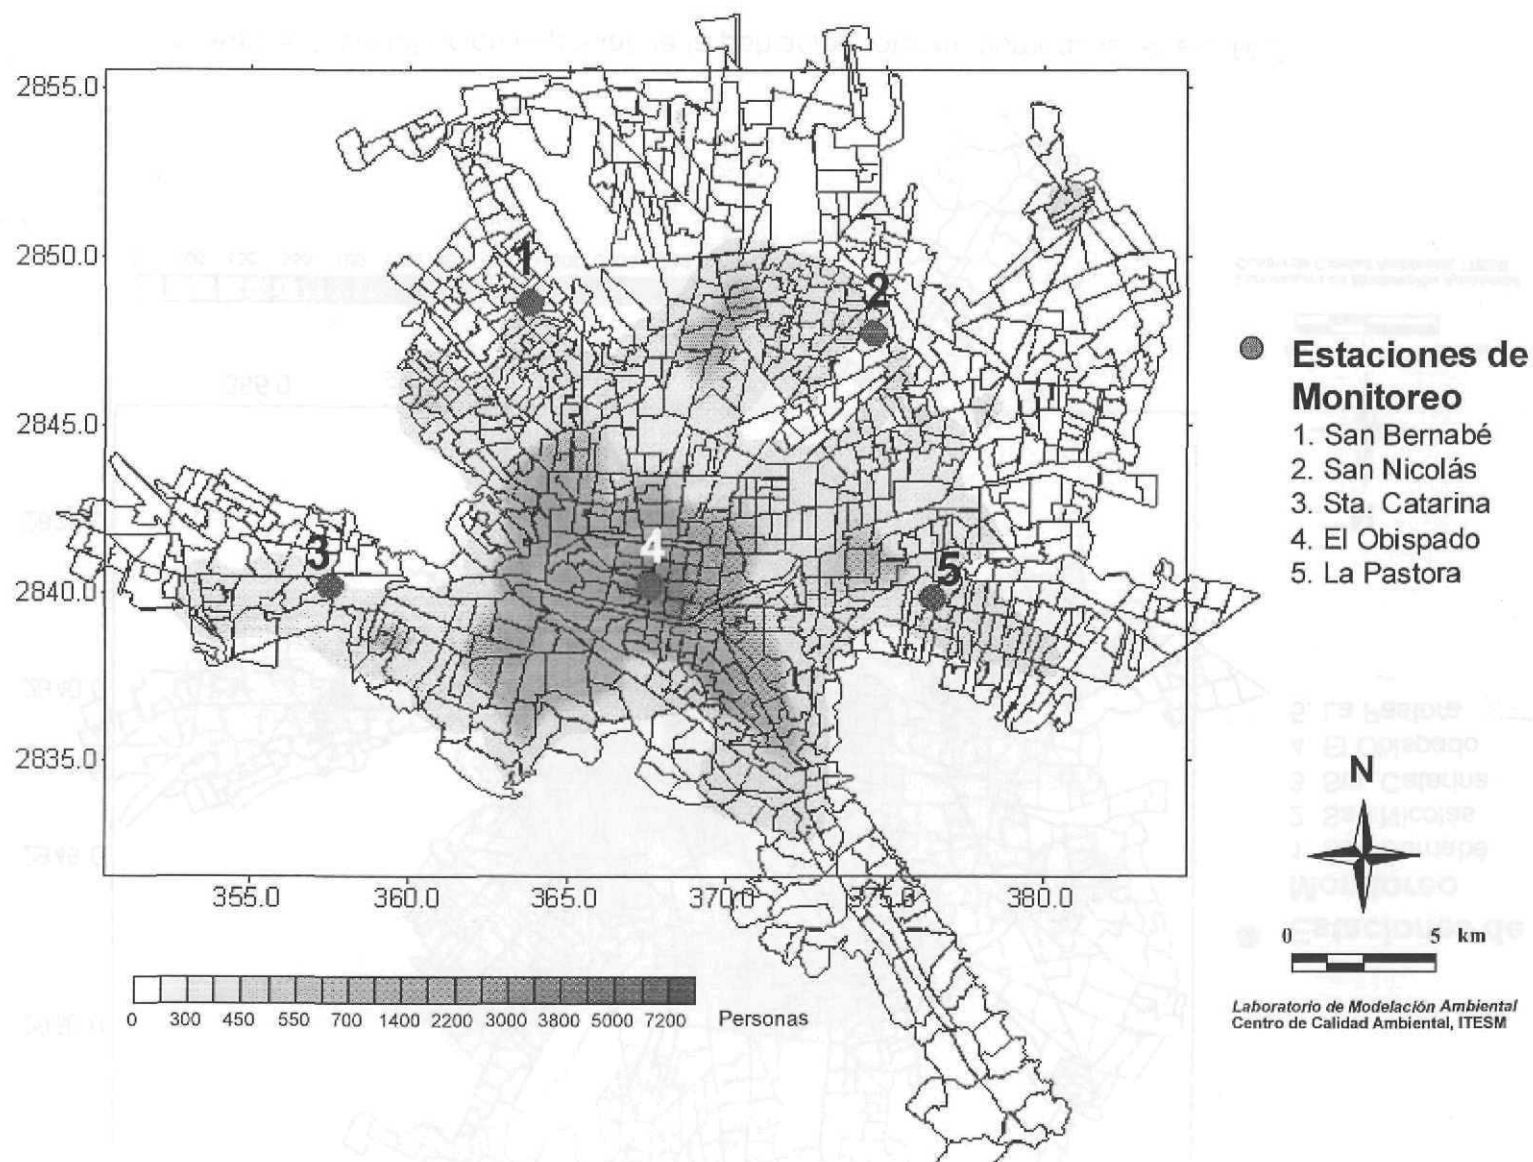 2855.0
2850.0
2845.0
2840.0
2835.0
355.0 360.0 365.0 370.0 375.0 380.0
1
2
3
4
5
Estaciones de
Monitoreo
1. San Bernabé
2. San Nicolás
3. Sta. Catarina
4. El Obispado
5. La Pastora
N
0 5 km
Laboratorio de Modelación Ambiental
Centro de Calidad Ambiental, ITESM
0 300 450 550 700 1400 2200 3000 3800 5000 7200 Personas